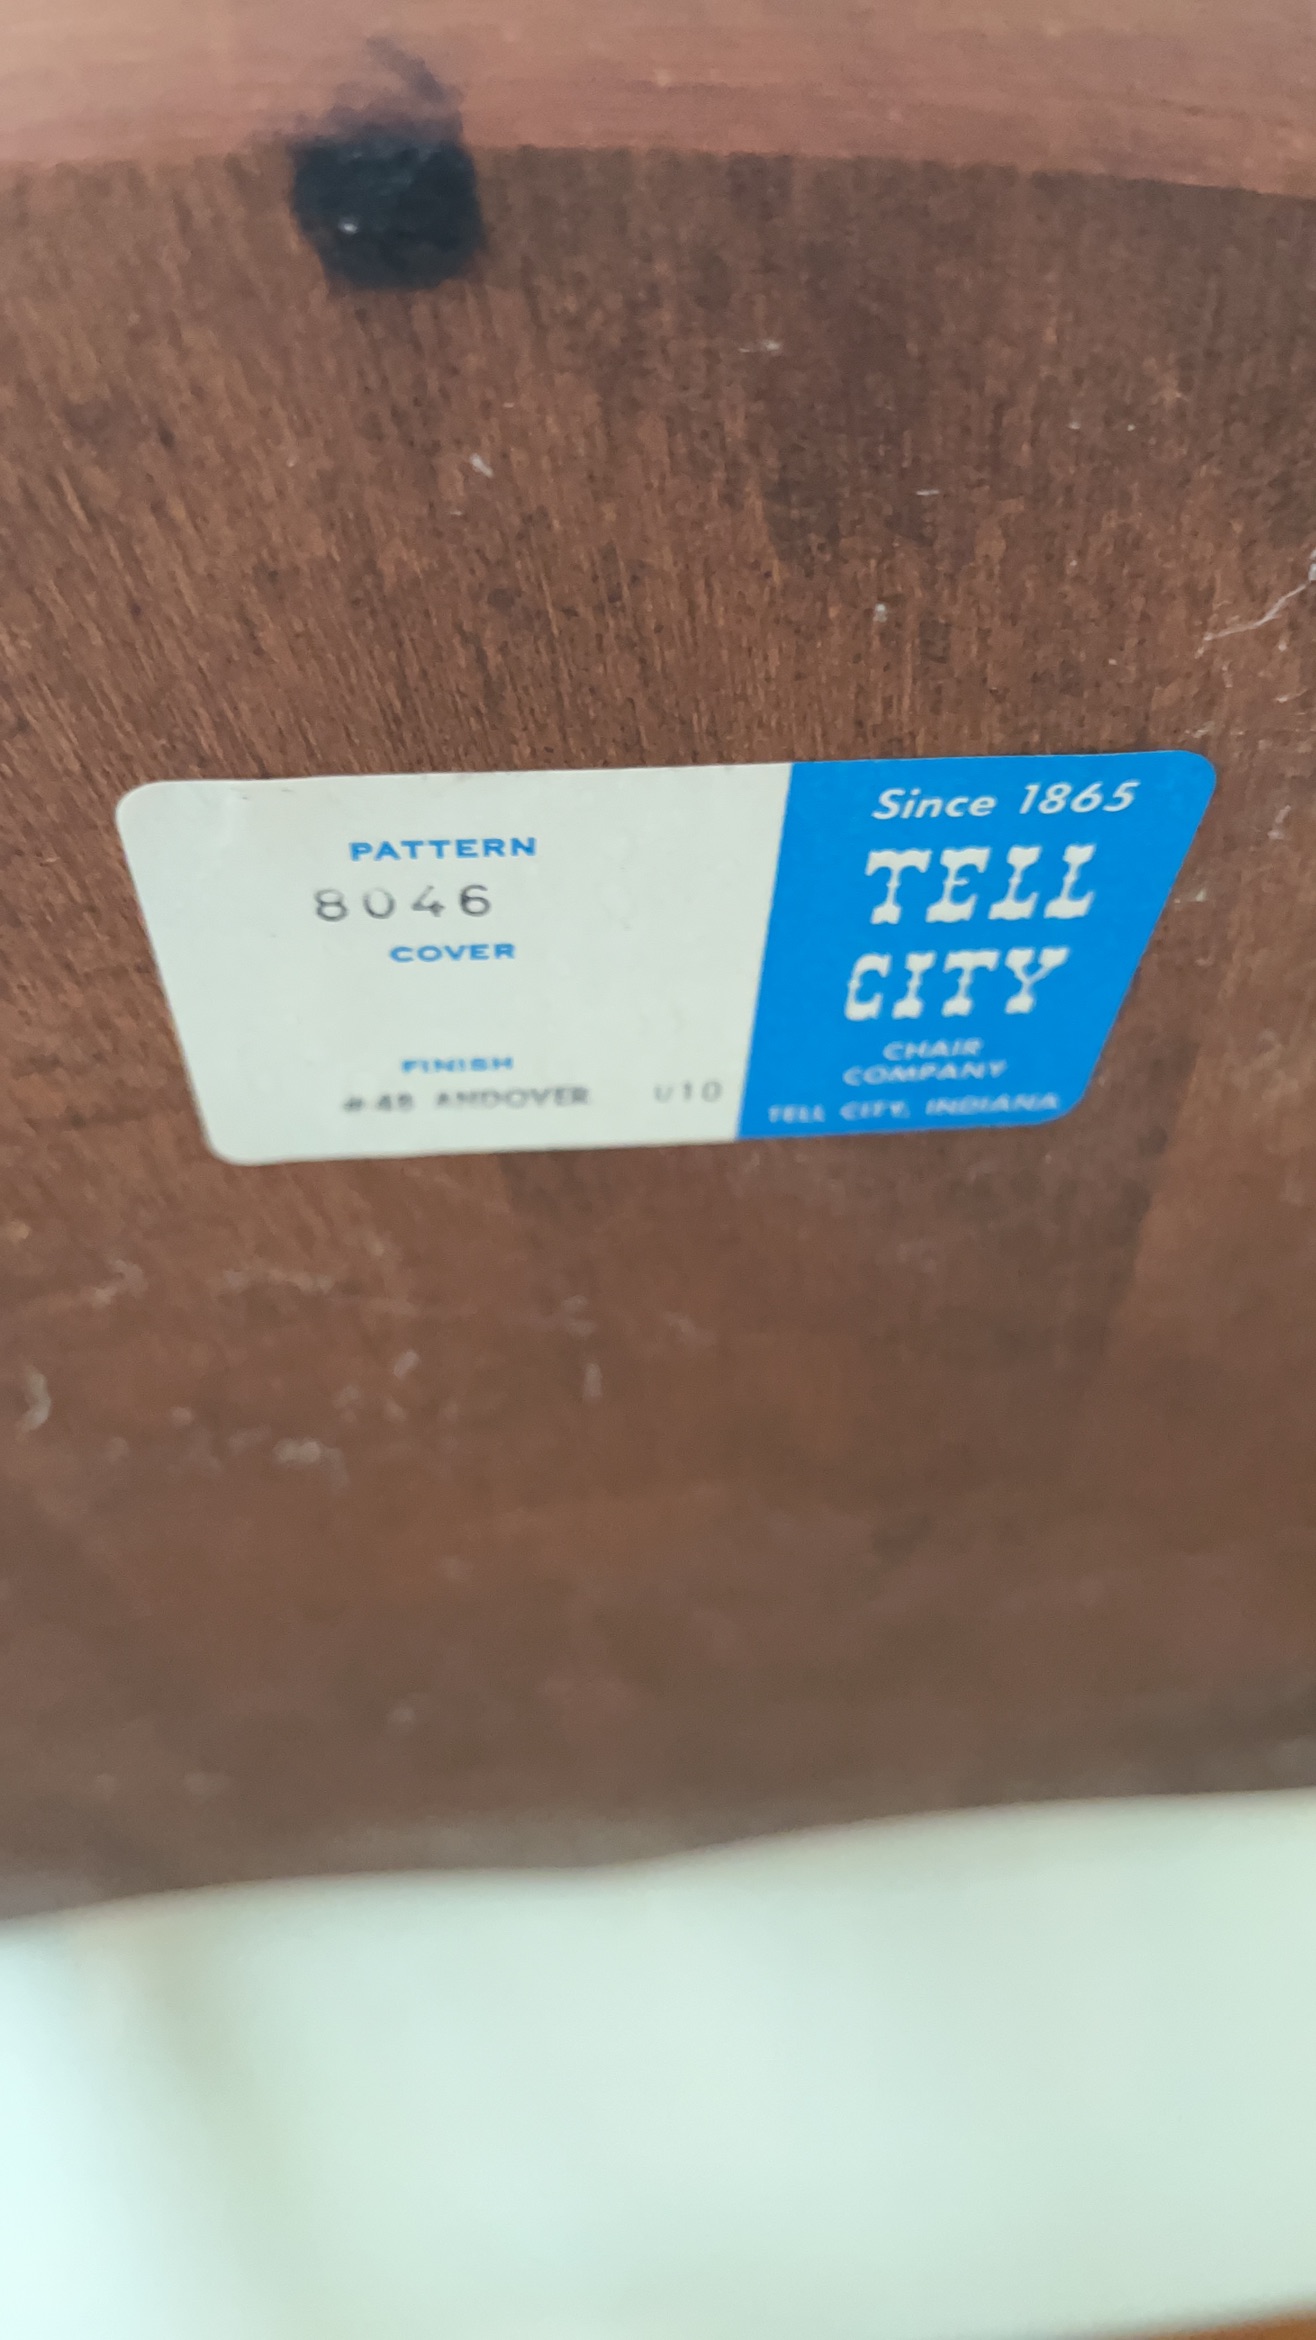 PATTERN
8046
COVER
FINISH
#48 ANDOVER U10
Since 1865
TELL
CITY
CHAIR
COMPANY
TELL CITY, INDIANA